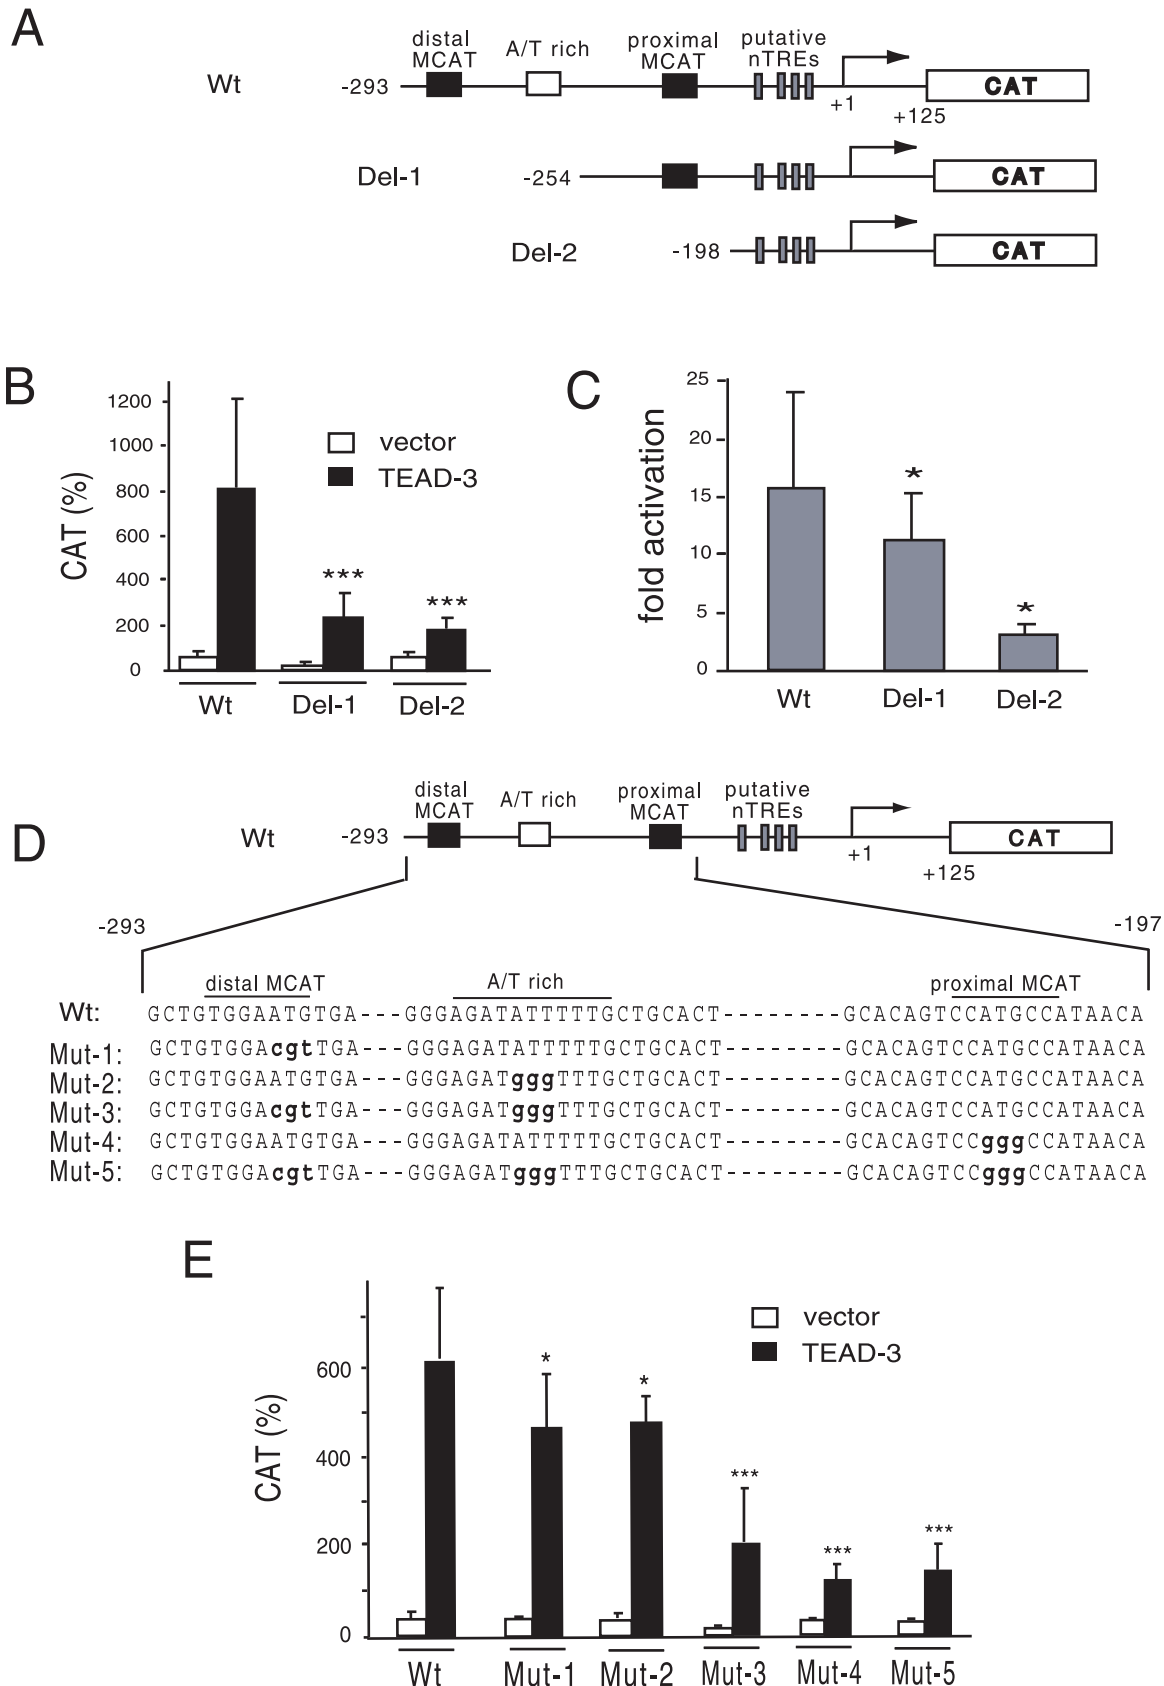 A
distal
MCAT
A/T rich
proximal
MCAT
putative
nTREs
Wt
-293
CAT
+1
+125
Del-1
-254
CAT
Del-2
-198
CAT
B
1200
1000
800
600
400
200
0
CAT (%)
vector
TEAD-3
***
***
Wt
Del-1
Del-2
C
25
20
15
10
5
0
fold activation
*
*
Wt
Del-1
Del-2
D
distal
MCAT
A/T rich
proximal
MCAT
putative
nTREs
Wt
-293
CAT
+1
+125
-293
-197
distal MCAT
A/T rich
proximal MCAT
Wt: GCTGTGGAATGTGA---GGGAGATATTTTTGCTGCACT--------GCACAGTCCATGCCATAACA
Mut-1: GCTGTGGAcgtTGA---GGGAGATATTTTTGCTGCACT--------GCACAGTCCATGCCATAACA
Mut-2: GCTGTGGAATGTGA---GGGAGATgggTTTGCTGCACT--------GCACAGTCCATGCCATAACA
Mut-3: GCTGTGGAcgtTGA---GGGAGATgggTTTGCTGCACT--------GCACAGTCCATGCCATAACA
Mut-4: GCTGTGGAATGTGA---GGGAGATATTTTTGCTGCACT--------GCACAGTCCgggCCATAACA
Mut-5: GCTGTGGAcgtTGA---GGGAGATgggTTTGCTGCACT--------GCACAGTCCgggCCATAACA
E
600
400
200
0
CAT (%)
vector
TEAD-3
*
*
***
***
***
Wt
Mut-1
Mut-2
Mut-3
Mut-4
Mut-5